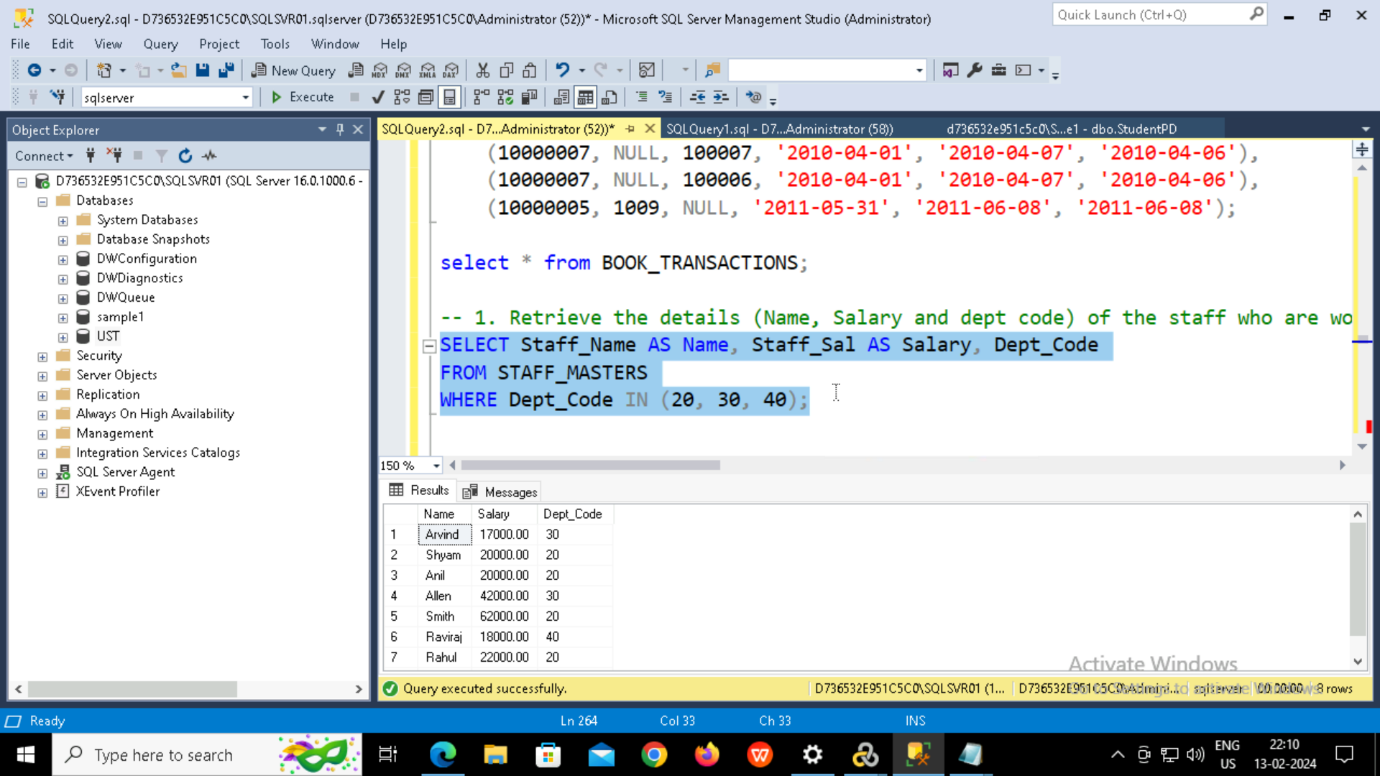 SQLQuery2.sql - D736532E951C5C0\SQLSVR01.sqlserver (D736532E951C5C0\Administrator (52))* - Microsoft SQL Server Management Studio (Administrator)
Quick Launch (Ctrl+Q)
File Edit View Query Project Tools Window Help
New Query
sqlserver
Execute
Object Explorer
SQLQuery2.sql - D7...Administrator (52))*
SQLQuery1.sql - D7...Administrator (58))
d736532e951c5c0\S...e1 - dbo.StudentPD
Connect
D736532E951C5C0\SQLSVR01 (SQL Server 16.0.1000.6 -
Databases
System Databases
Database Snapshots
DWConfiguration
DWDiagnostics
DWQueue
sample1
UST
Security
Server Objects
Replication
Always On High Availability
Management
Integration Services Catalogs
SQL Server Agent
XEvent Profiler
(10000007, NULL, 100007, '2010-04-01', '2010-04-07', '2010-04-06'),
(10000007, NULL, 100006, '2010-04-01', '2010-04-07', '2010-04-06'),
(10000005, 1009, NULL, '2011-05-31', '2011-06-08', '2011-06-08');
select * from BOOK_TRANSACTIONS;
-- 1. Retrieve the details (Name, Salary and dept code) of the staff who are wo
SELECT Staff_Name AS Name, Staff_Sal AS Salary, Dept_Code
FROM STAFF_MASTERS
WHERE Dept_Code IN (20, 30, 40);
150 %
Results Messages
Name Salary Dept_Code
1 Arvind 17000.00 30
2 Shyam 20000.00 20
3 Anil 20000.00 20
4 Allen 42000.00 30
5 Smith 62000.00 20
6 Raviraj 18000.00 40
7 Rahul 22000.00 20
Activate Windows
Query executed successfully.
D736532E951C5C0\SQLSVR01 (1...
8 rows
Ready
Ln 264
Col 33
Ch 33
INS
Type here to search
ENG
US
22:10
13-02-2024